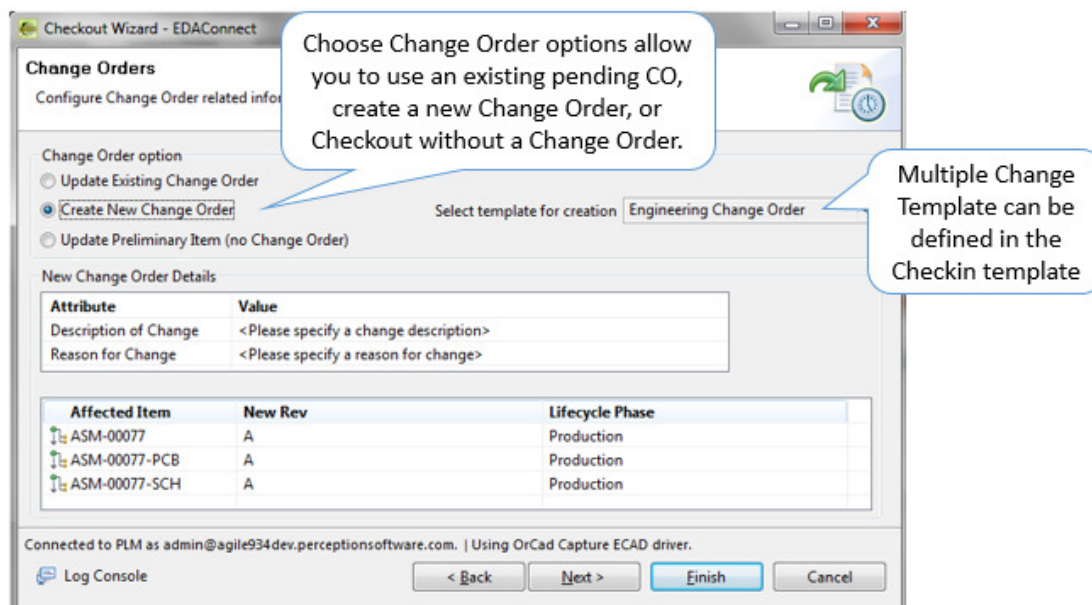 Checkout Wizard - EDAConnect
Choose Change Order options allow
you to use an existing pending CO,
create a new Change Order, or
Checkout without a Change Order.
Change Orders
Configure Change Order related
Change Order option
Update Existing Change Order
Create New Change Order
Select template for creation Engineering Change Order
Update Preliminary Item (no Change Order)
Multiple Change
Template can be
defined in the
Checkin template
New Change Order Details
Attribute Value
Description of Change <Please specify a change description>
Reason for Change <Please specify a reason for change>
Affected Item New Rev Lifecycle Phase
ASM-00077 A Production
ASM-00077-PCB A Production
ASM-00077-SCH A Production
Connected to PLM as admin@agile934dev.perceptionsoftware.com. | Using OrCad Capture ECAD driver.
Log Console
< Back Next > Finish Cancel